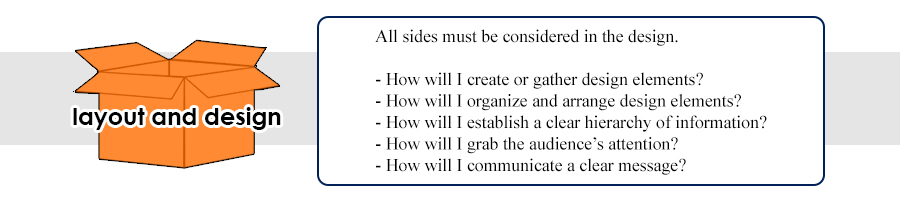 layout and design
All sides must be considered in the design.
- How will I create or gather design elements?
- How will I organize and arrange design elements?
- How will I establish a clear hierarchy of information?
- How will I grab the audience’s attention?
- How will I communicate a clear message?